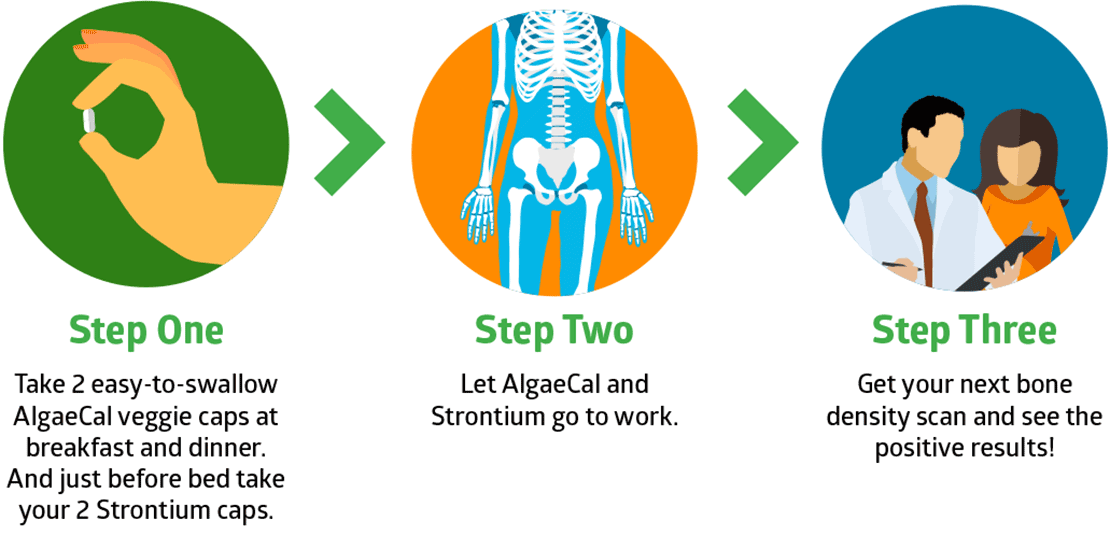 Step One
Take 2 easy-to-swallow
AlgaeCal veggie caps at
breakfast and dinner.
And just before bed take
your 2 Strontium caps.
Step Two
Let AlgaeCal and
Strontium go to work.
Step Three
Get your next bone
density scan and see the
positive results!